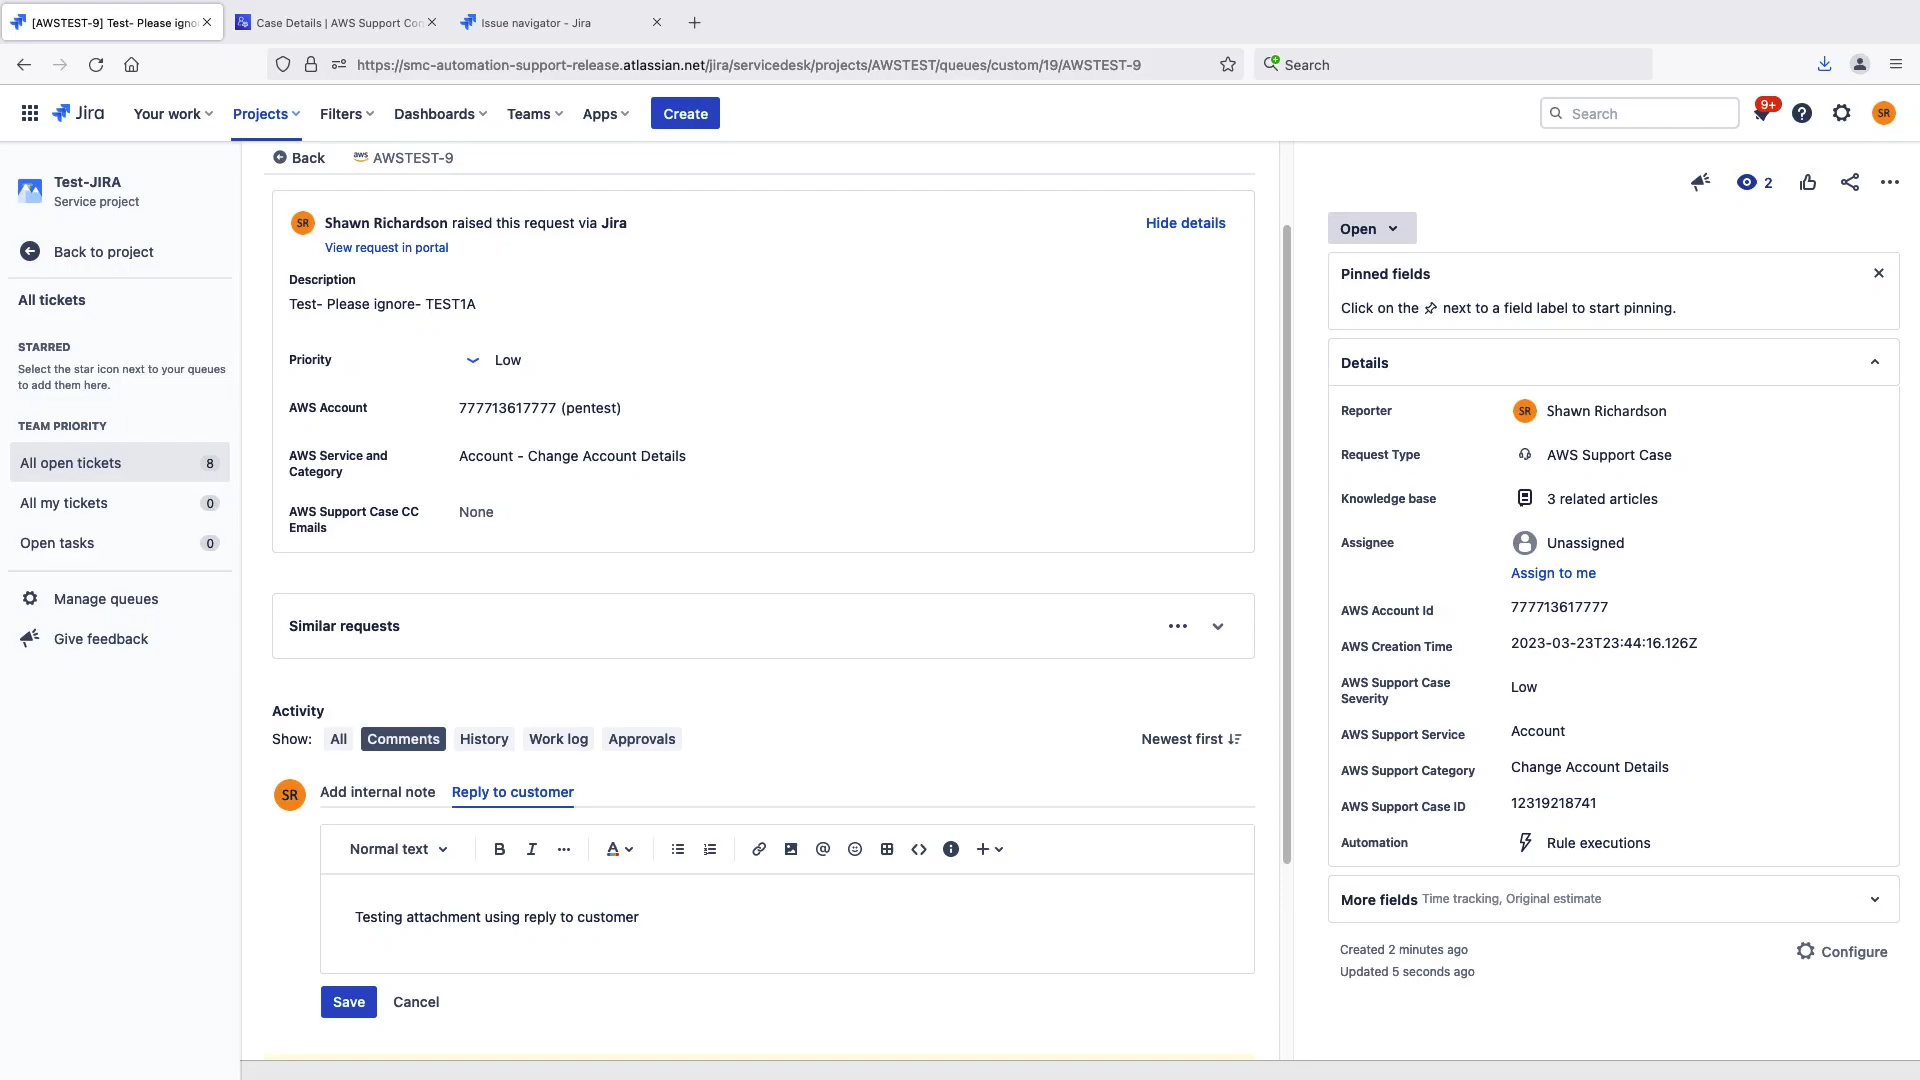 [AWSTEST-9] Test- Please igno
Case Details | AWS Support Con
Issue navigator - Jira
https://smc-automation-support-release.atlassian.net/jira/servicedesk/projects/AWSTEST/queues/custom/19/AWSTEST-9
Search
Jira
Your work
Projects
Filters
Dashboards
Teams
Apps
Create
Search
9+
SR
Test-JIRA
Service project
Back to project
All tickets
STARRED
Select the star icon next to your queues
to add them here.
TEAM PRIORITY
All open tickets 8
All my tickets 0
Open tasks 0
Manage queues
Give feedback
Back
aws AWSTEST-9
SR Shawn Richardson raised this request via Jira
Hide details
View request in portal
Description
Test- Please ignore- TEST1A
Priority Low
AWS Account 777713617777 (pentest)
AWS Service and
Category
Account - Change Account Details
AWS Support Case CC
Emails
None
Similar requests
Activity
Show: All Comments History Work log Approvals
Newest first
SR
Add internal note
Reply to customer
Normal text B I A @
Testing attachment using reply to customer
Save
Cancel
2
Open
Pinned fields
Click on the next to a field label to start pinning.
Details
Reporter SR Shawn Richardson
Request Type AWS Support Case
Knowledge base 3 related articles
Assignee Unassigned
Assign to me
AWS Account Id 777713617777
AWS Creation Time 2023-03-23T23:44:16.126Z
AWS Support Case
Severity
Low
AWS Support Service Account
AWS Support Category Change Account Details
AWS Support Case ID 12319218741
Automation Rule executions
More fields Time tracking, Original estimate
Created 2 minutes ago
Updated 5 seconds ago
Configure